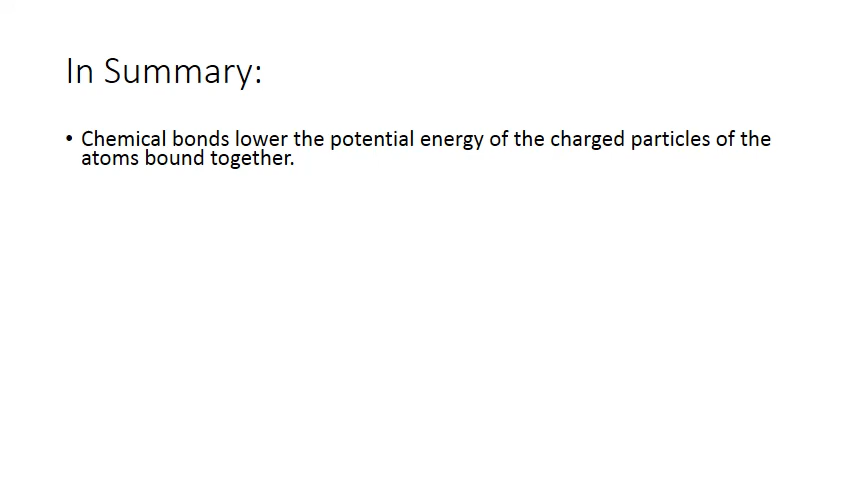 In Summary:
• Chemical bonds lower the potential energy of the charged particles of the
atoms bound together.